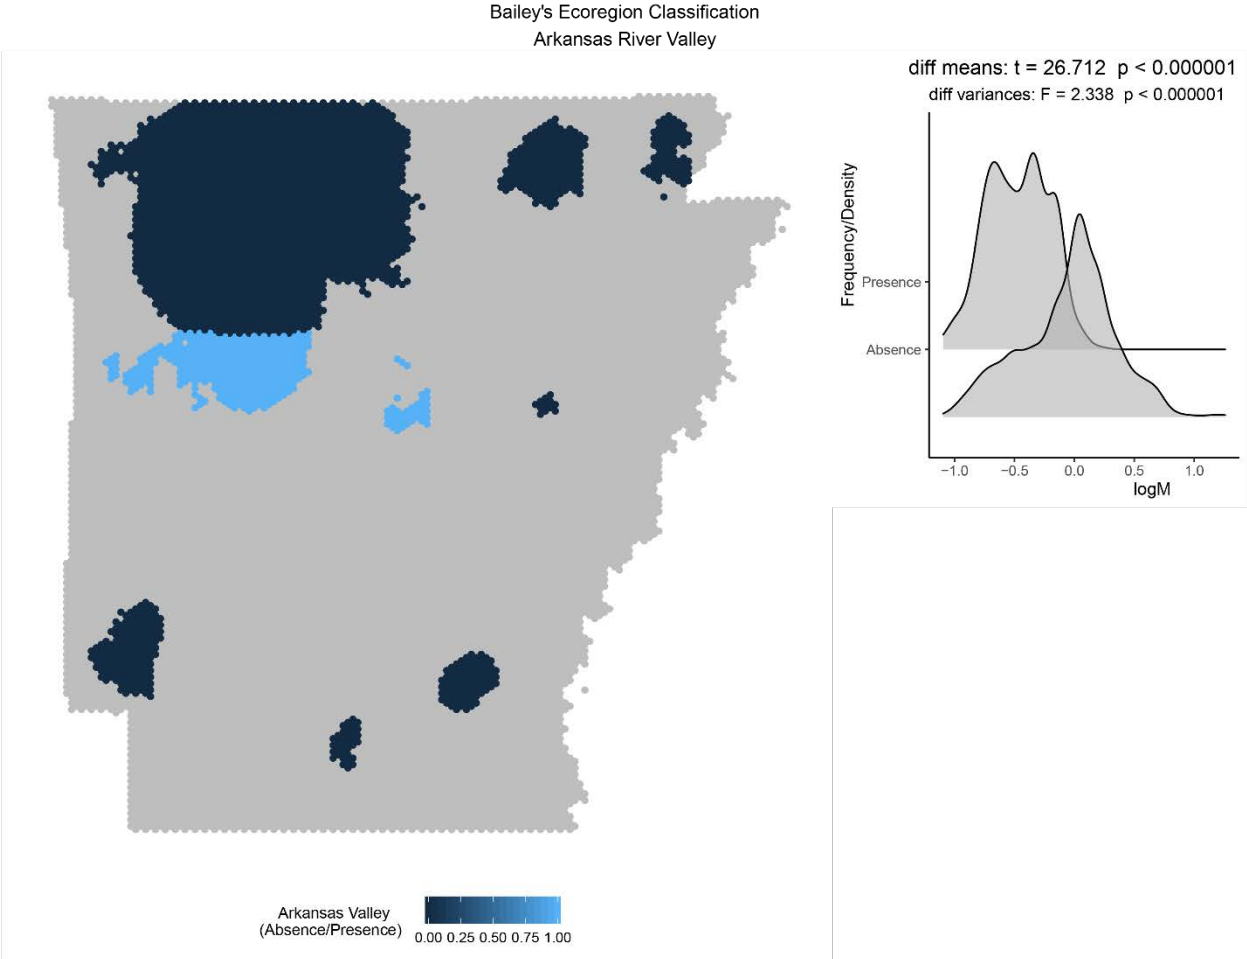 Bailey's Ecoregion Classification
Arkansas River Valley
diff means: t = 26.712 p < 0.000001
diff variances: F = 2.338 p < 0.000001
Frequency/Density
Presence
Absence
−1.0 −0.5 0.0 0.5 1.0
logM
Arkansas Valley
(Absence/Presence)
0.00 0.25 0.50 0.75 1.00